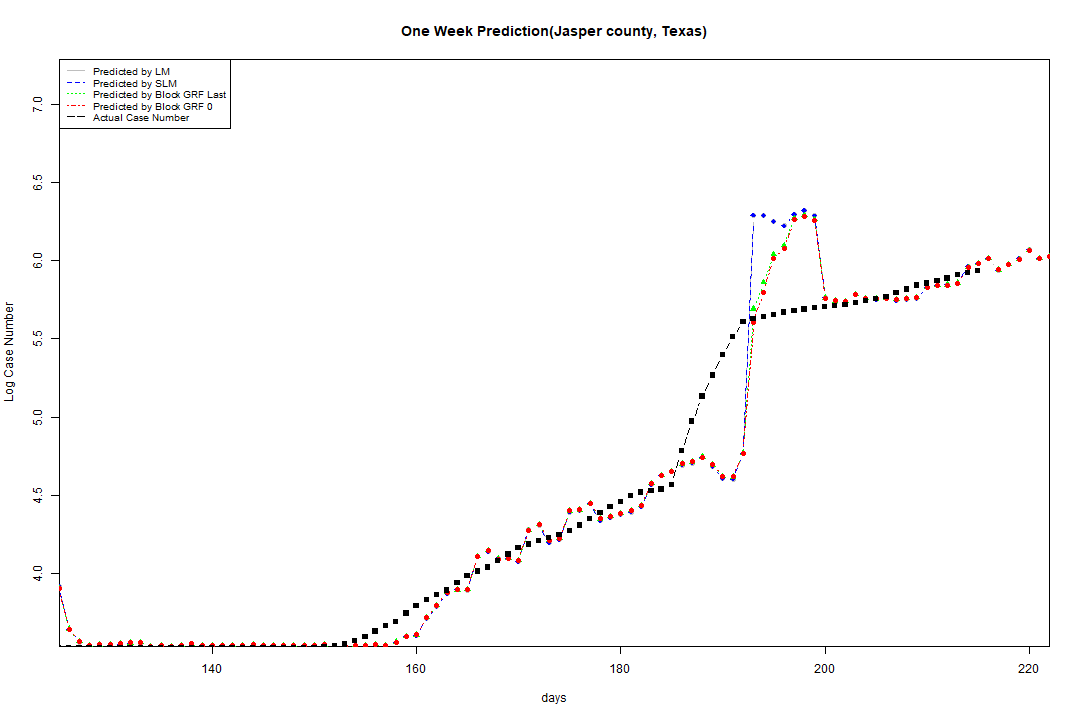 One Week Prediction(Jasper county, Texas)
Predicted by LM
Predicted by SLM
Predicted by Block GRF Last
Predicted by Block GRF 0
Actual Case Number
7.0
6.5
6.0
5.5
5.0
4.5
4.0
Log Case Number
140 160 180 200 220
days